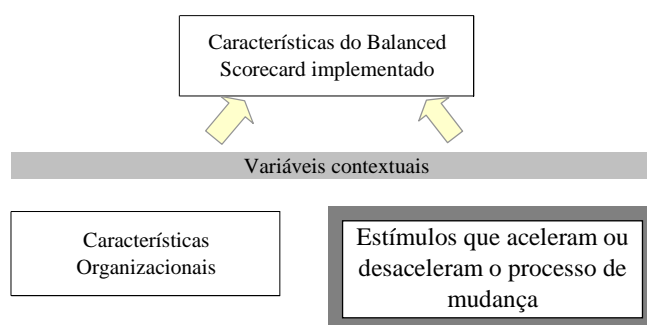 Características do Balanced
Scorecard implementado
Variáveis contextuais
Características
Organizacionais
Estímulos que aceleram ou
desaceleram o processo de
mudança